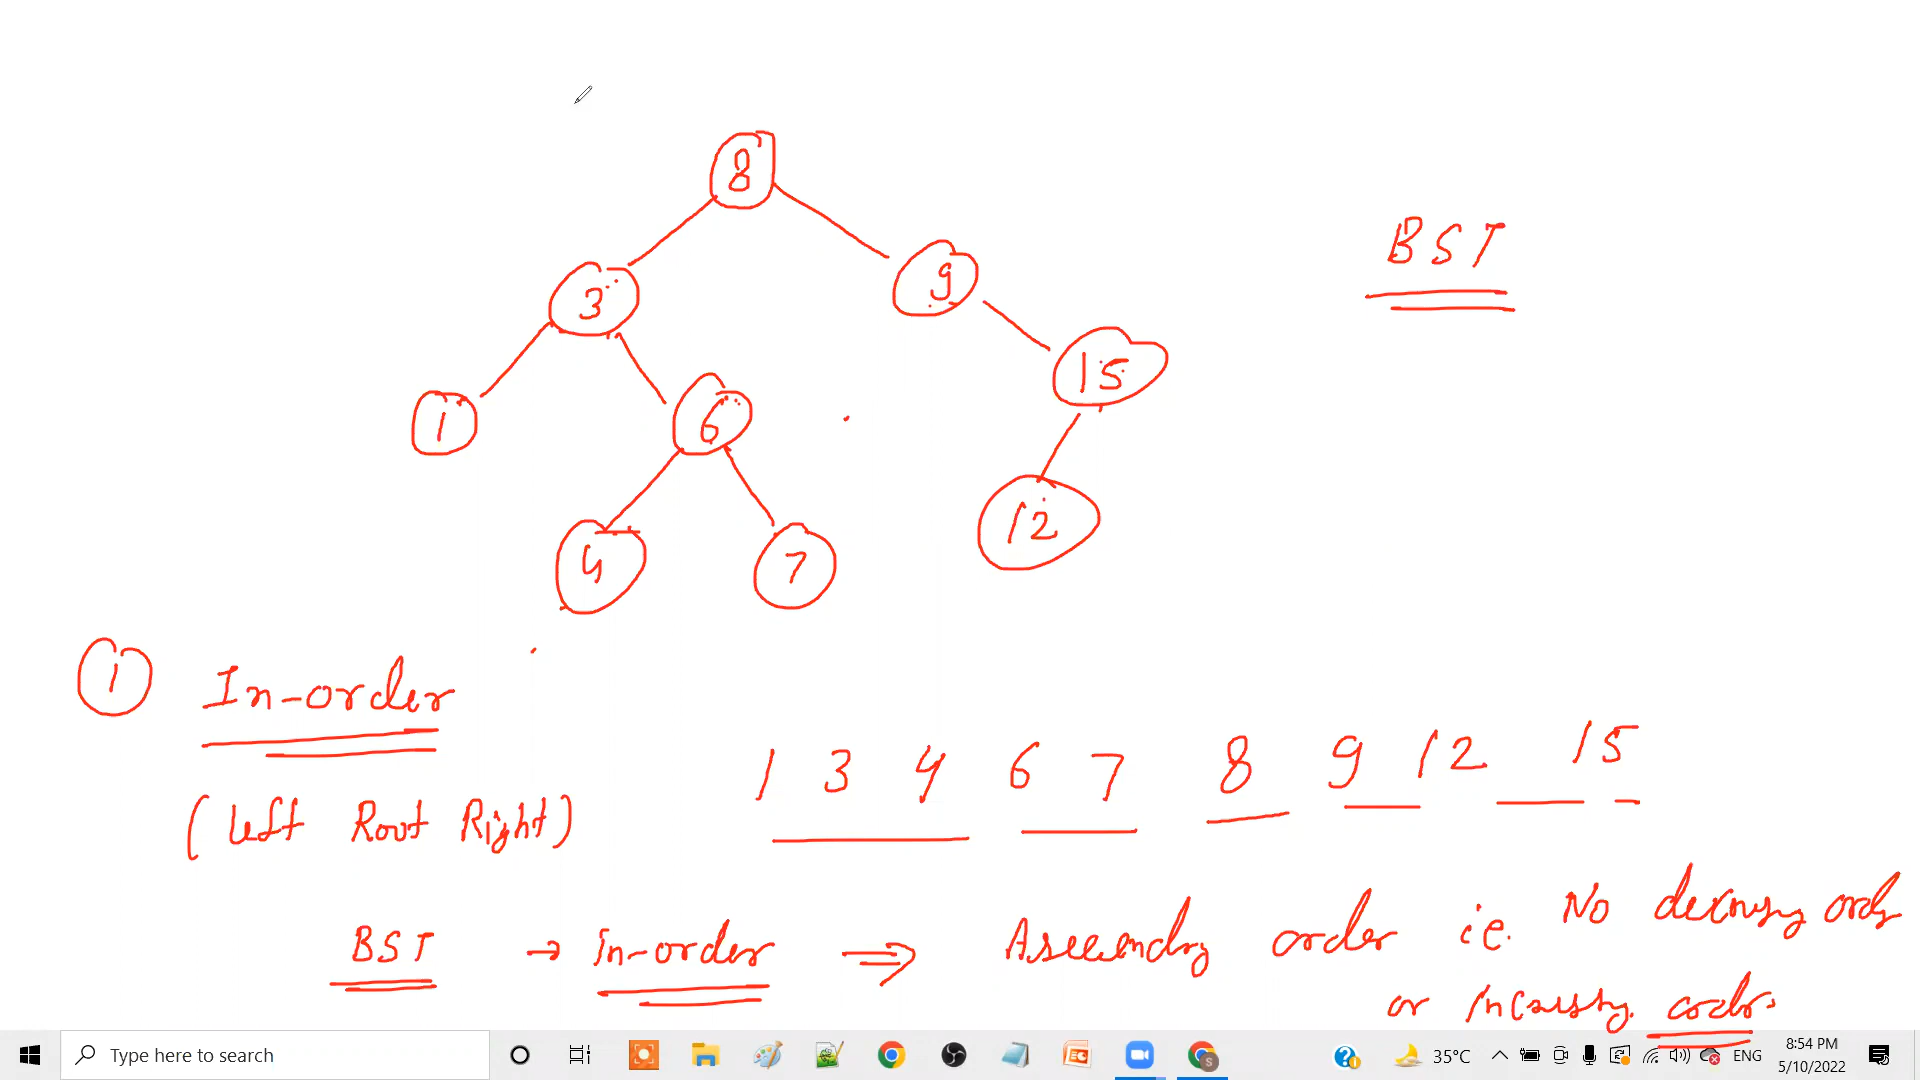 8
BST
3
9
15
1
6
12
4
7
1 In-order
1 3 4 6 7 8 9 12 15
(Left Root Right)
BST → In-order ⇒ Ascending order i.e. No decreasing order
or increasing order
Type here to search
35°C
ENG
8:54 PM
5/10/2022